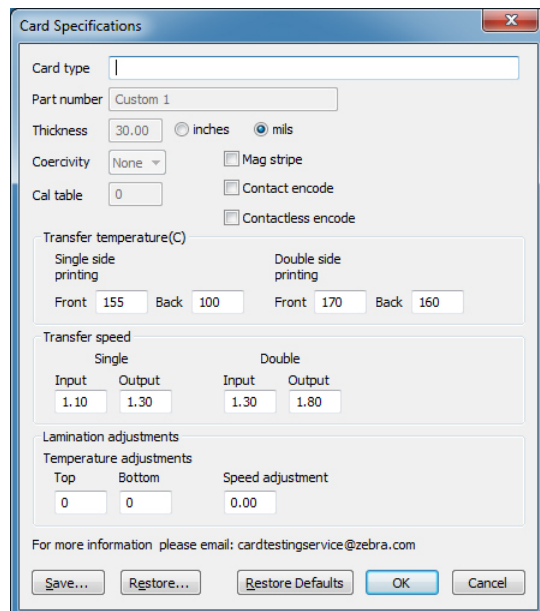 Card Specifications
Card type
Part number Custom 1
Thickness 30.00 inches mils
Coercivity None Mag stripe
Cal table 0 Contact encode
Contactless encode
Transfer temperature(C)
Single side Double side
printing printing
Front 155 Back 100 Front 170 Back 160
Transfer speed
Single Double
Input Output Input Output
1.10 1.30 1.30 1.80
Lamination adjustments
Temperature adjustments
Top Bottom Speed adjustment
0 0 0.00
For more information please email: cardtestingservice@zebra.com
Save... Restore... Restore Defaults OK Cancel